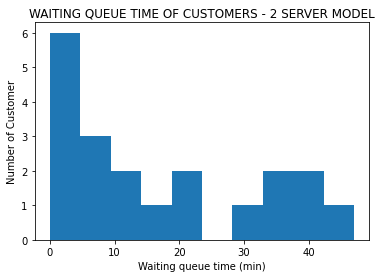 WAITING QUEUE TIME OF CUSTOMERS - 2 SERVER MODEL
6
5
4
3
2
1
0
Number of Customer
0 10 20 30 40
Waiting queue time (min)